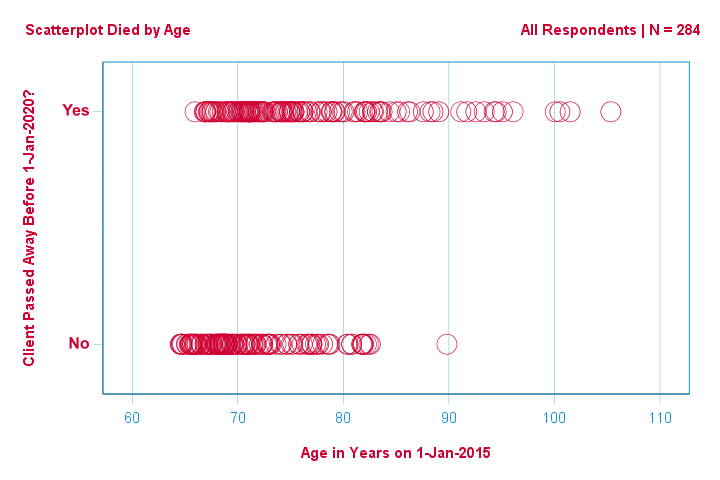 Scatterplot Died by Age
All Respondents | N = 284
Client Passed Away Before 1-Jan-2020?
Yes
No
60 70 80 90 100 110
Age in Years on 1-Jan-2015